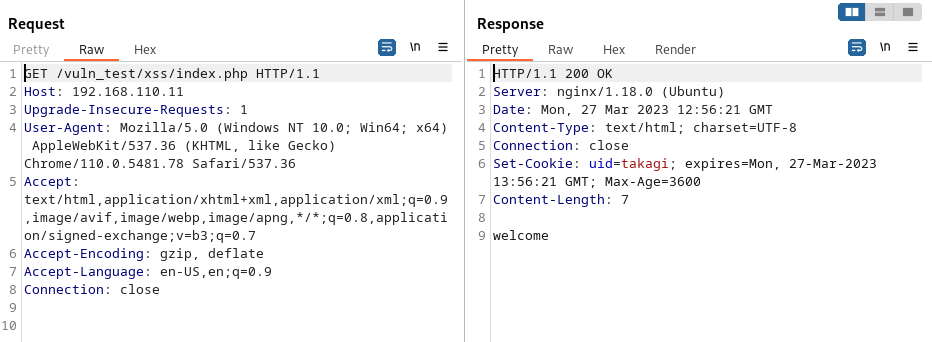 Request
Pretty Raw Hex \n
1 GET /vuln_test/xss/index.php HTTP/1.1
2 Host: 192.168.110.11
3 Upgrade-Insecure-Requests: 1
4 User-Agent: Mozilla/5.0 (Windows NT 10.0; Win64; x64)
AppleWebKit/537.36 (KHTML, like Gecko)
Chrome/110.0.5481.78 Safari/537.36
5 Accept:
text/html,application/xhtml+xml,application/xml;q=0.9
,image/avif,image/webp,image/apng,*/*;q=0.8,applicati
on/signed-exchange;v=b3;q=0.7
6 Accept-Encoding: gzip, deflate
7 Accept-Language: en-US,en;q=0.9
8 Connection: close
9
10
Response
Pretty Raw Hex Render \n
1 HTTP/1.1 200 OK
2 Server: nginx/1.18.0 (Ubuntu)
3 Date: Mon, 27 Mar 2023 12:56:21 GMT
4 Content-Type: text/html; charset=UTF-8
5 Connection: close
6 Set-Cookie: uid=takagi; expires=Mon, 27-Mar-2023
13:56:21 GMT; Max-Age=3600
7 Content-Length: 7
8
9 welcome